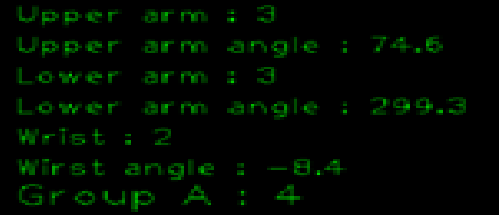 Upper arm : 3
Upper arm angle : 74.6
Lower arm : 3
Lower arm angle : 299.3
Wrist : 2
Wirst angle : -8.4
Group A : 4